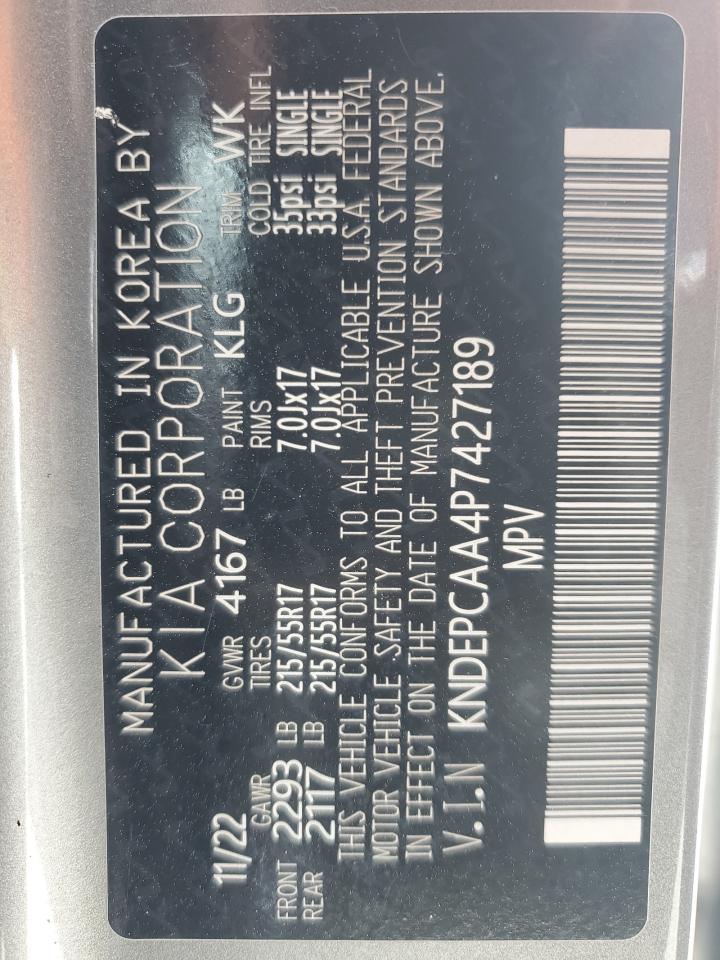 MANUFACTURED IN KOREA BY
KIA CORPORATION
11/22 GVWR 4167 LB PAINT KLG TRIM WK
GAWR TIRES RIMS COLD TIRE INFL
FRONT 2293 LB 215/55R17 7.0Jx17 35psi SINGLE
REAR 2117 LB 215/55R17 7.0Jx17 33psi SINGLE
THIS VEHICLE CONFORMS TO ALL APPLICABLE U.S.A. FEDERAL
MOTOR VEHICLE SAFETY AND THEFT PREVENTION STANDARDS
IN EFFECT ON THE DATE OF MANUFACTURE SHOWN ABOVE.
V.I.N KNDEPCAA4P7427189
MPV